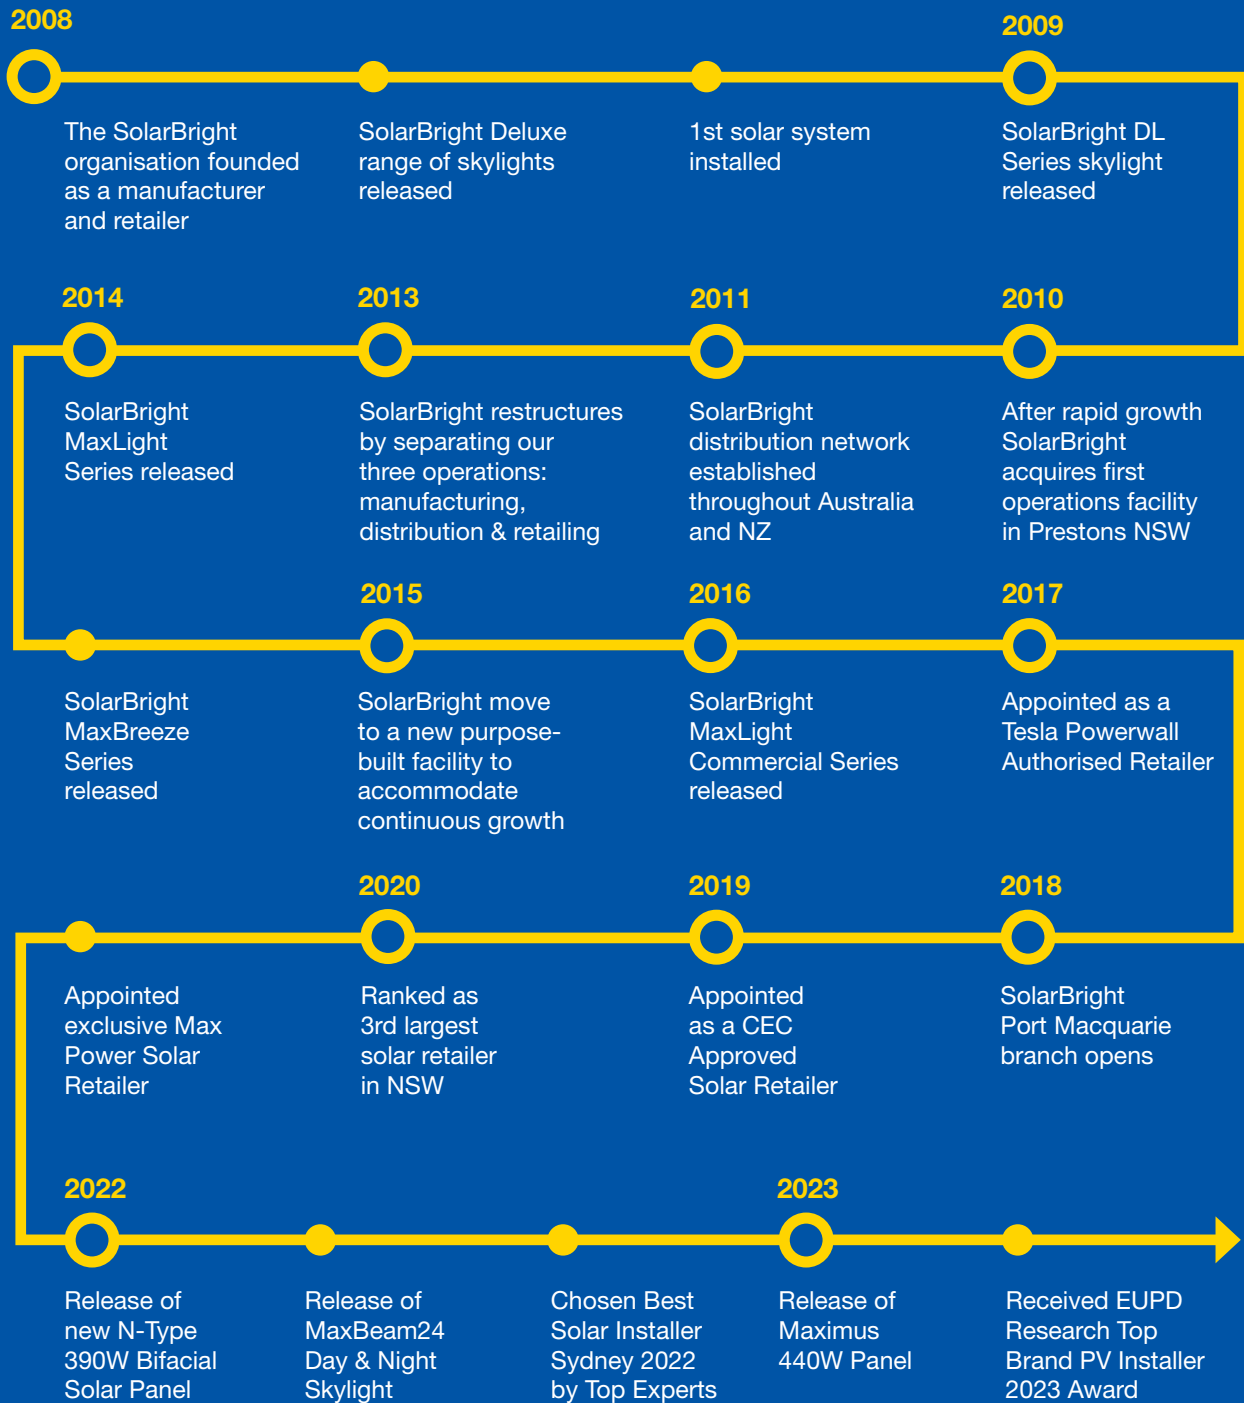 2008
The SolarBright
organisation founded
as a manufacturer
and retailer
SolarBright Deluxe
range of skylights
released
1st solar system
installed
2009
SolarBright DL
Series skylight
released
2010
After rapid growth
SolarBright
acquires first
operations facility
in Prestons NSW
2011
SolarBright
distribution network
established
throughout Australia
and NZ
2013
SolarBright restructures
by separating our
three operations:
manufacturing,
distribution & retailing
2014
SolarBright
MaxLight
Series released
SolarBright
MaxBreeze
Series
released
2015
SolarBright move
to a new purpose-
built facility to
accommodate
continuous growth
2016
SolarBright
MaxLight
Commercial Series
released
2017
Appointed as a
Tesla Powerwall
Authorised Retailer
2018
SolarBright
Port Macquarie
branch opens
2019
Appointed
as a CEC
Approved
Solar Retailer
2020
Ranked as
3rd largest
solar retailer
in NSW
Appointed
exclusive Max
Power Solar
Retailer
2022
Release of
new N-Type
390W Bifacial
Solar Panel
Release of
MaxBeam24
Day & Night
Skylight
Chosen Best
Solar Installer
Sydney 2022
by Top Experts
2023
Release of
Maximus
440W Panel
Received EUPD
Research Top
Brand PV Installer
2023 Award